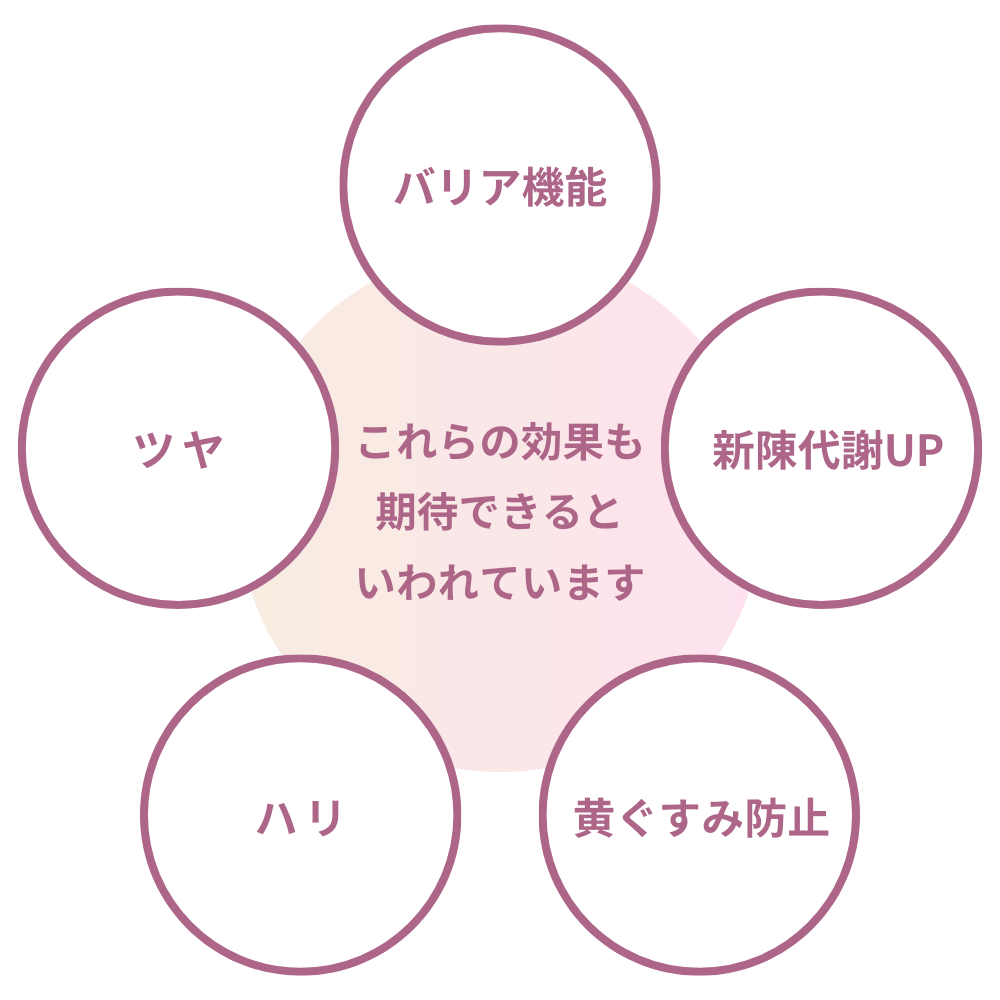 バリア機能
ツヤ
これらの効果も
期待できると
いわれています
新陳代謝UP
ハリ
黄ぐすみ防止